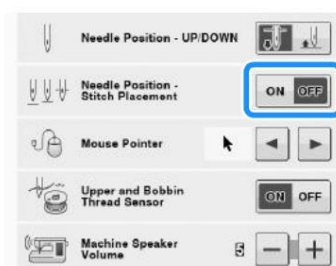 Needle Position - UP/DOWN
Needle Position -
Stitch Placement
ON OFF
Mouse Pointer
Upper and Bobbin
Thread Sensor
ON OFF
Machine Speaker
Volume
5 - +